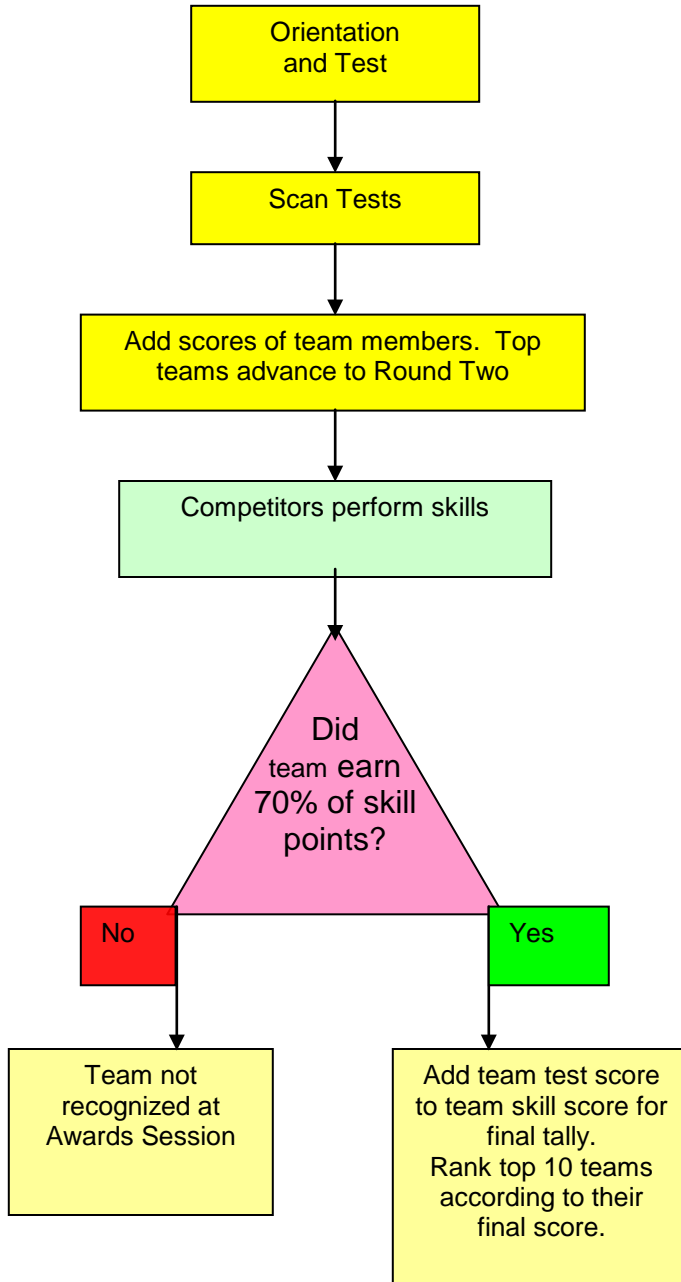 Orientation
and Test
Scan Tests
Add scores of team members. Top
teams advance to Round Two
Competitors perform skills
Did
team earn
70% of skill
points?
No
Yes
Team not
recognized at
Awards Session
Add team test score
to team skill score for
final tally.
Rank top 10 teams
according to their
final score.